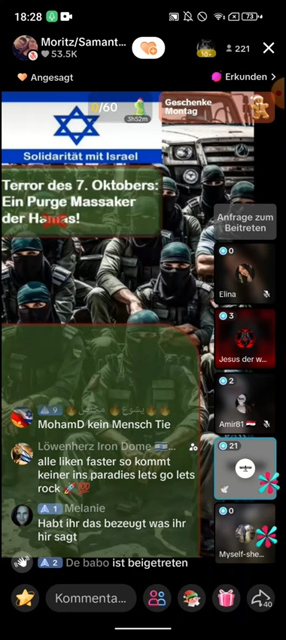 18:28
73
Moritz/Samant...
53.5K
221
Angesagt
Erkunden
/60
3h52m
Geschenke
Montag
Solidarität mit Israel
Terror des 7. Oktobers:
Ein Purge Massaker
der Hamas!
Anfrage zum
Beitreten
0
Elina
3
Jesus der w...
2
Amir81
21
0
Myself-she...
9
MohamD kein Mensch Tie
Löwenherz Iron Dome
alle liken faster so kommt
keiner ins paradies lets go lets
rock 🚀💯
1 Melanie
Habt ihr das bezeugt was ihr
hir sagt
2 De babo ist beigetreten
Kommenta...
40